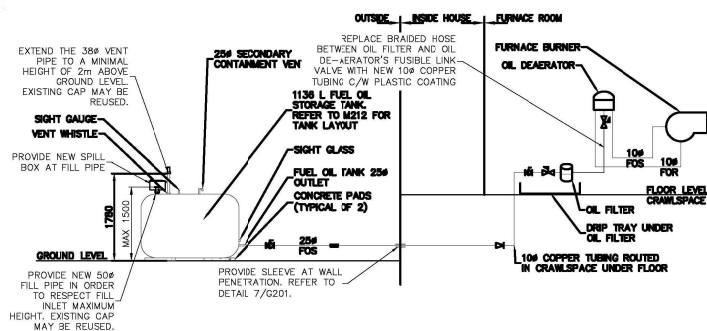 OUTSIDE
INSIDE HOUSE
FURNACE ROOM
EXTEND THE 38ø VENT
PIPE TO A MINIMAL
HEIGHT OF 2m ABOVE
GROUND LEVEL.
EXISTING CAP MAY BE
REUSED.
SIGHT GAUGE
VENT WHISTLE
PROVIDE NEW SPILL
BOX AT FILL PIPE
25ø SECONDARY
CONTANMENT VENT
1136 L FUEL OIL
STORAGE TANK.
REFER TO M212 FOR
TANK LAYOUT
SIGHT GLASS
FUEL OIL TANK 25ø
OUTLET
CONCRETE PADS
(TYPICAL OF 2)
REPLACE BRAIDED HOSE
BETWEEN OIL FILTER AND OIL
DE-AERATOR'S FUSIBLE LINK
VALVE WITH NEW 10ø COPPER
TUBING C/W PLASTIC COATING
FURNACE BURNER
OIL DEAERATOR
10ø
FOS
10ø
FOR
FLOOR LEVEL
CRAWLSPACE
OIL FILTER
DRIP TRAY UNDER
OIL FILTER
1780
MAX 1500
GROUND LEVEL
25ø
FOS
10ø COPPER TUBING ROUTED
IN CRAWLSPACE UNDER FLOOR
PROVIDE SLEEVE AT WALL
PENETRATION. REFER TO
DETAIL 7/G201.
PROVIDE NEW 50ø
FILL PIPE IN ORDER
TO RESPECT FILL
INLET MAXIMUM
HEIGHT. EXISTING CAP
MAY BE REUSED.